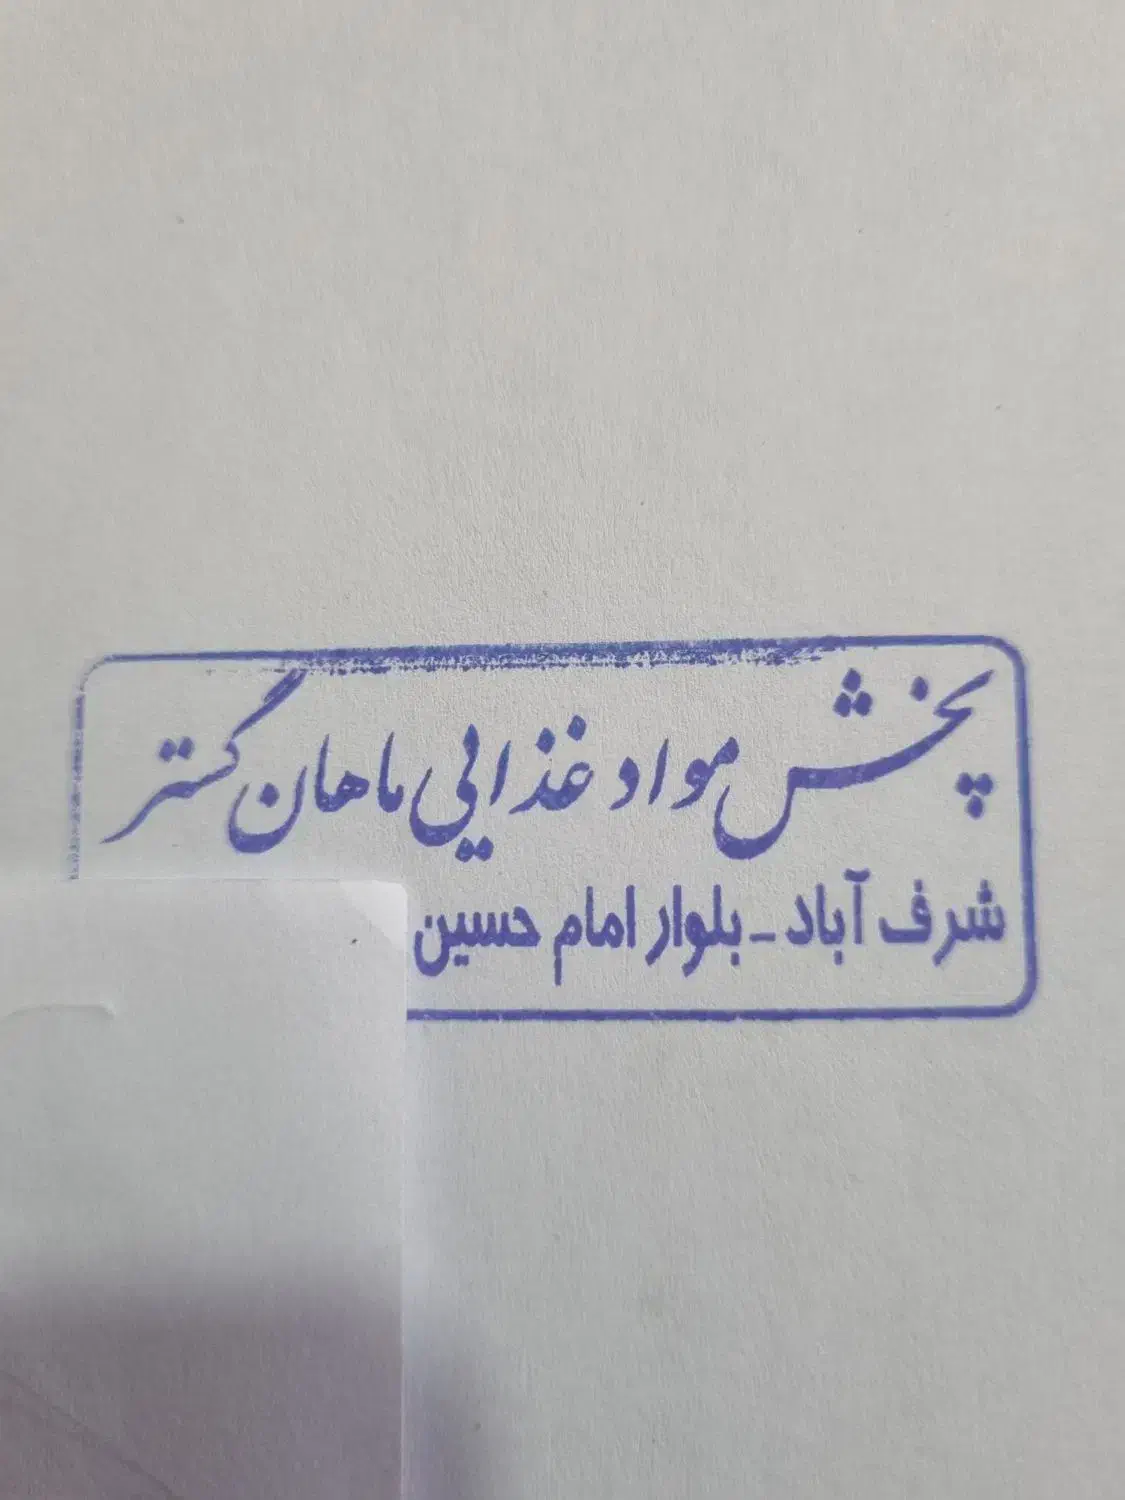 پخش مواد غذایی ماهان گستر
شرف آباد - بلوار امام حسین